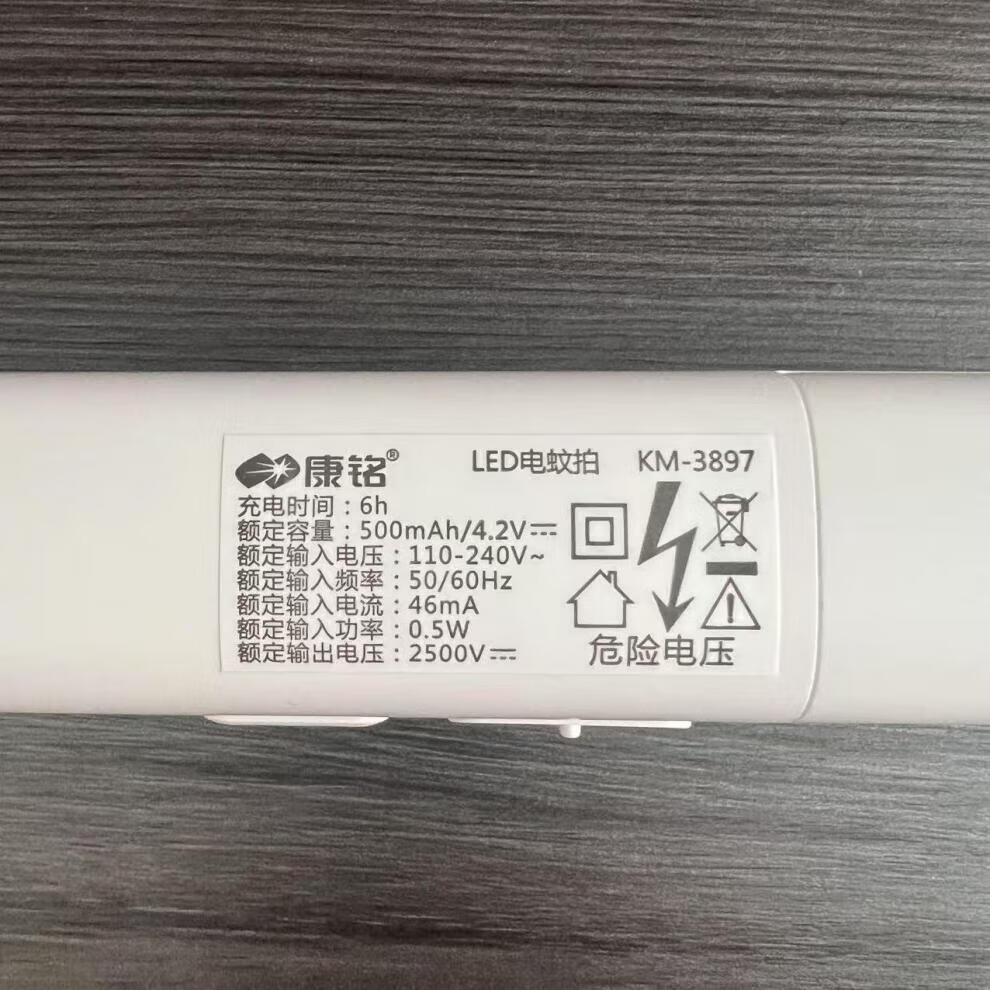 康铭® LED电蚊拍 KM-3897
充电时间：6h
额定容量：500mAh/4.2V⎓
额定输入电压：110-240V~
额定输入频率：50/60Hz
额定输入电流：46mA
额定输入功率：0.5W
额定输出电压：2500V⎓
危险电压